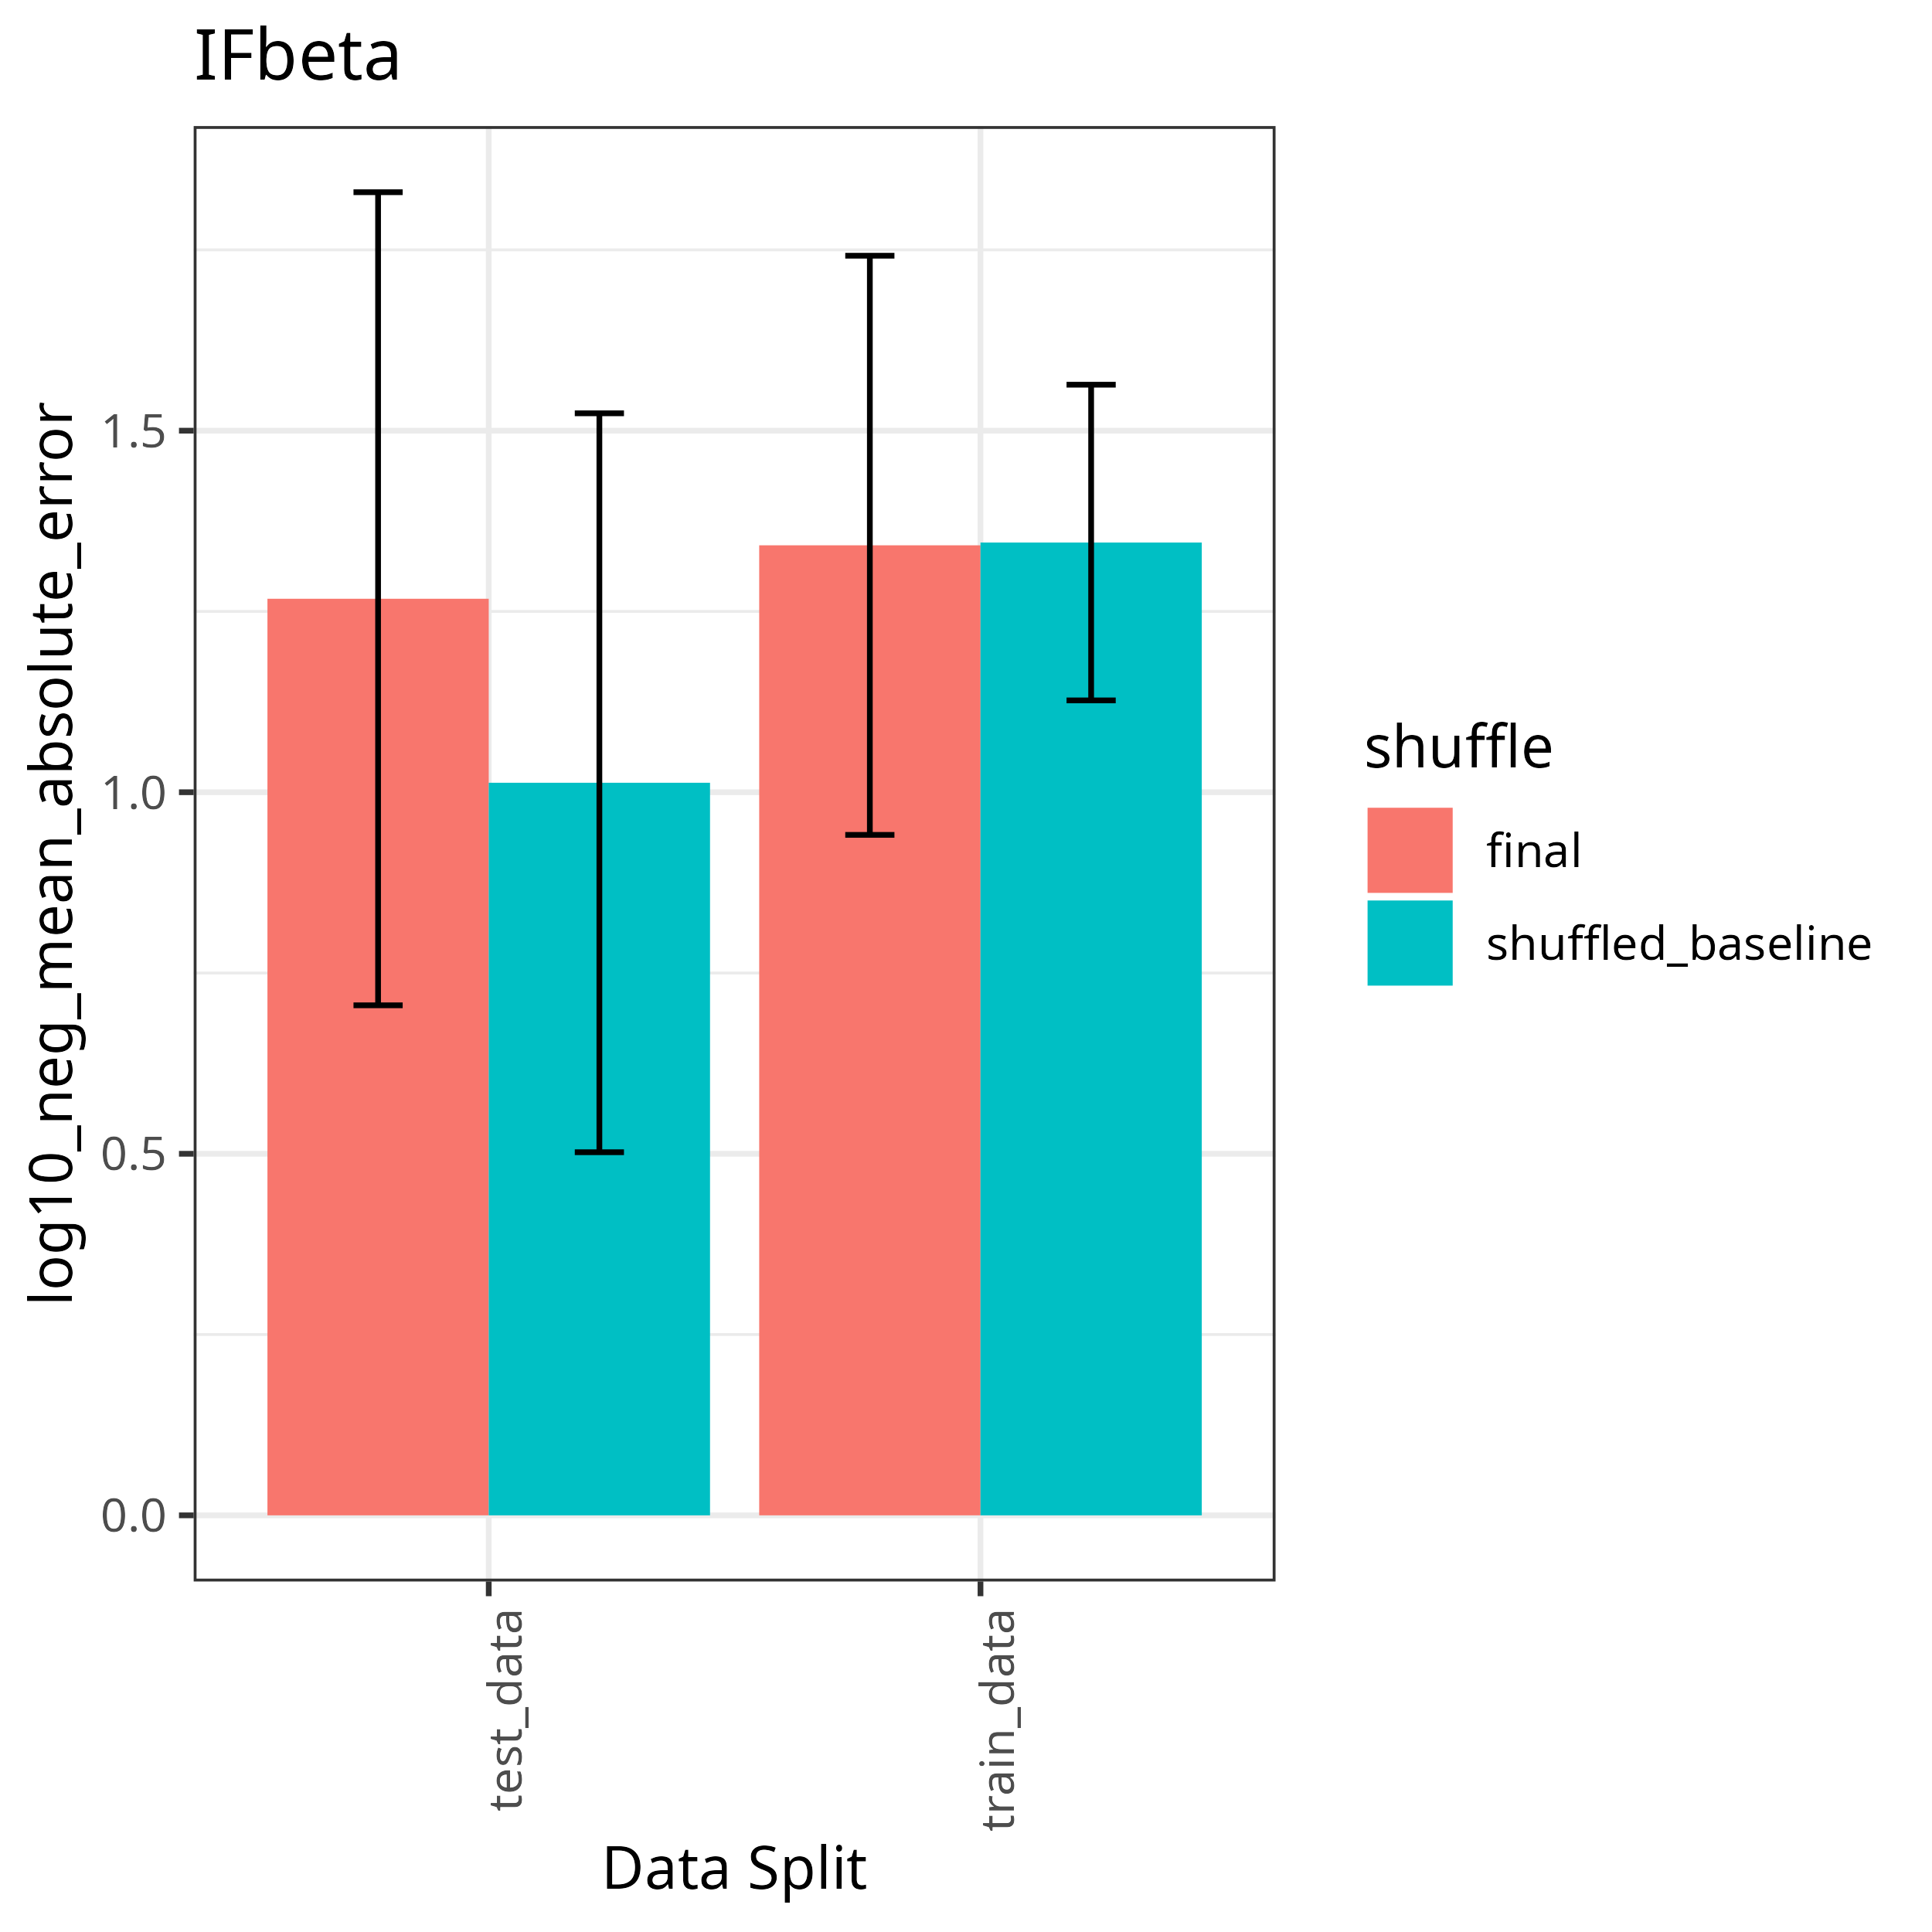 IFbeta
log10_neg_mean_absolute_error
1.5
1.0
0.5
0.0
test_data
train_data
Data Split
shuffle
final
shuffled_baseline